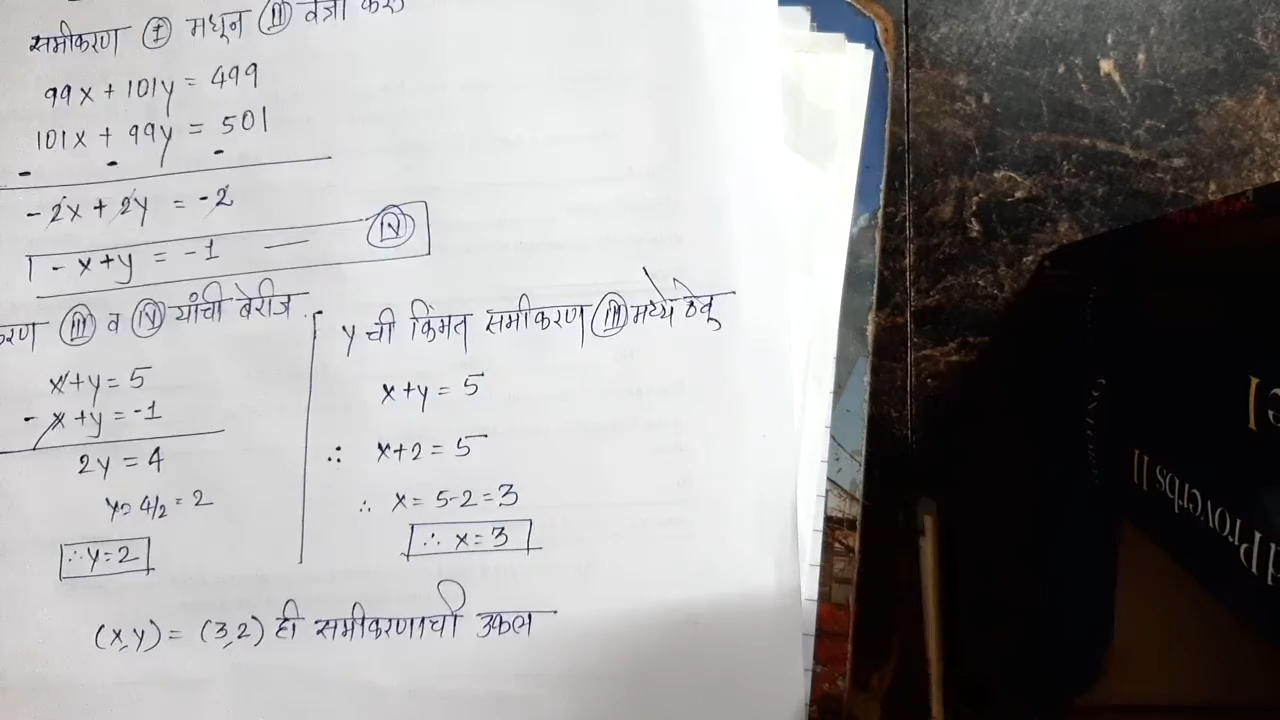 समीकरण (I) मधून (II) वजा करू
99x + 101y = 499
101x + 99y = 501
- - -
-2x + 2y = -2
-x+y = -1 — (IV)
करण (III) व (IV) यांची बेरीज
x+y = 5
-x+y = -1
2y = 4
y= 4/2 = 2
∴ y=2
y ची किंमत समीकरण (III) मध्ये ठेवू
x+y = 5
∴ x+2 = 5
∴ x = 5-2 = 3
∴ x=3
(x,y) = (3,2) ही समीकरणाची उकल
Proverbs II